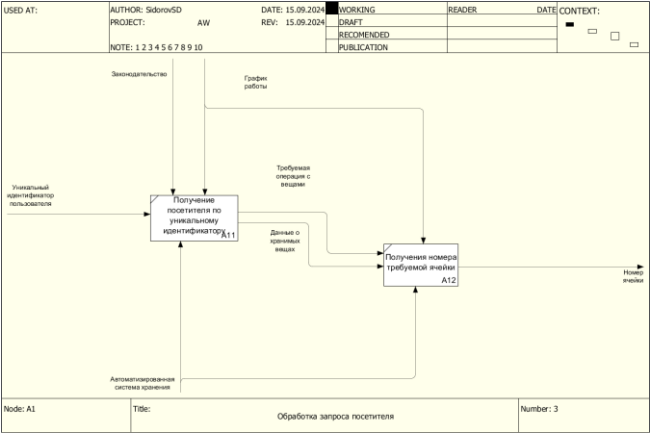 USED AT:
AUTHOR: SidorovSD
DATE: 15.09.2024
PROJECT: AW
REV: 15.09.2024
NOTE: 1 2 3 4 5 6 7 8 9 10
WORKING
DRAFT
RECOMENDED
PUBLICATION
READER
DATE
CONTEXT:
Законодательство
График
работы
Требуемая
операция с
вещами
Уникальный
идентификатор
пользователя
Получение
посетителя по
уникальному
идентификатору
A11
Данные о
хранимых
вещах
Получения номера
требуемой ячейки
A12
Номер
ячейки
Автоматизированная
система хранения
Node: A1
Title:
Обработка запроса посетителя
Number: 3